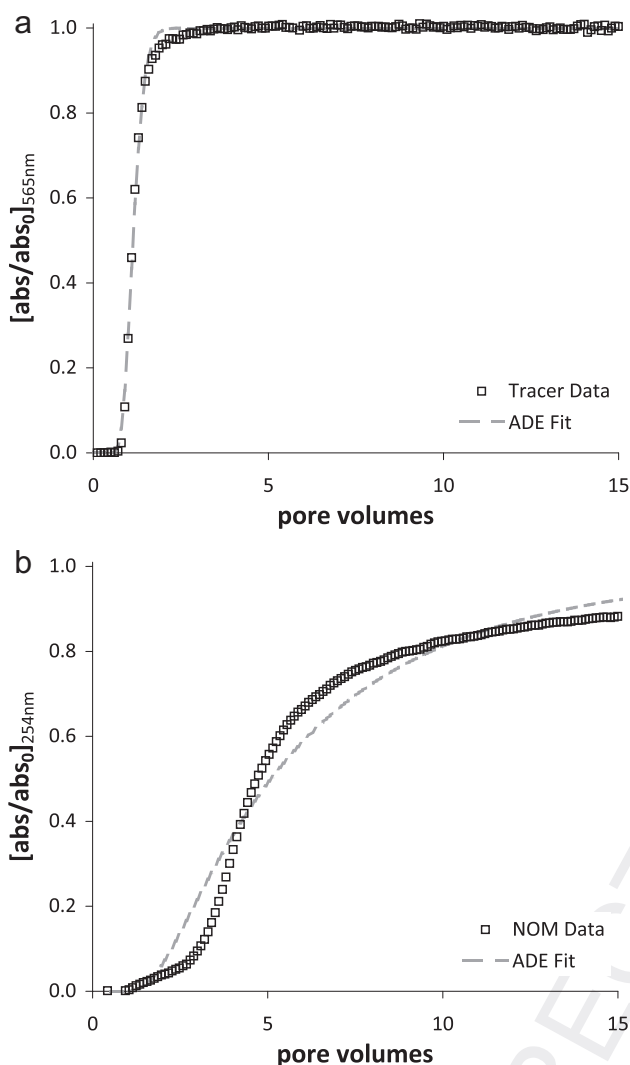 a
1.0
0.8
0.6
0.4
0.2
0.0
[abs/abs₀]565nm
Tracer Data
ADE Fit
0 5 10 15
pore volumes
b
1.0
0.8
0.6
0.4
0.2
0.0
[abs/abs₀]254nm
NOM Data
ADE Fit
0 5 10 15
pore volumes